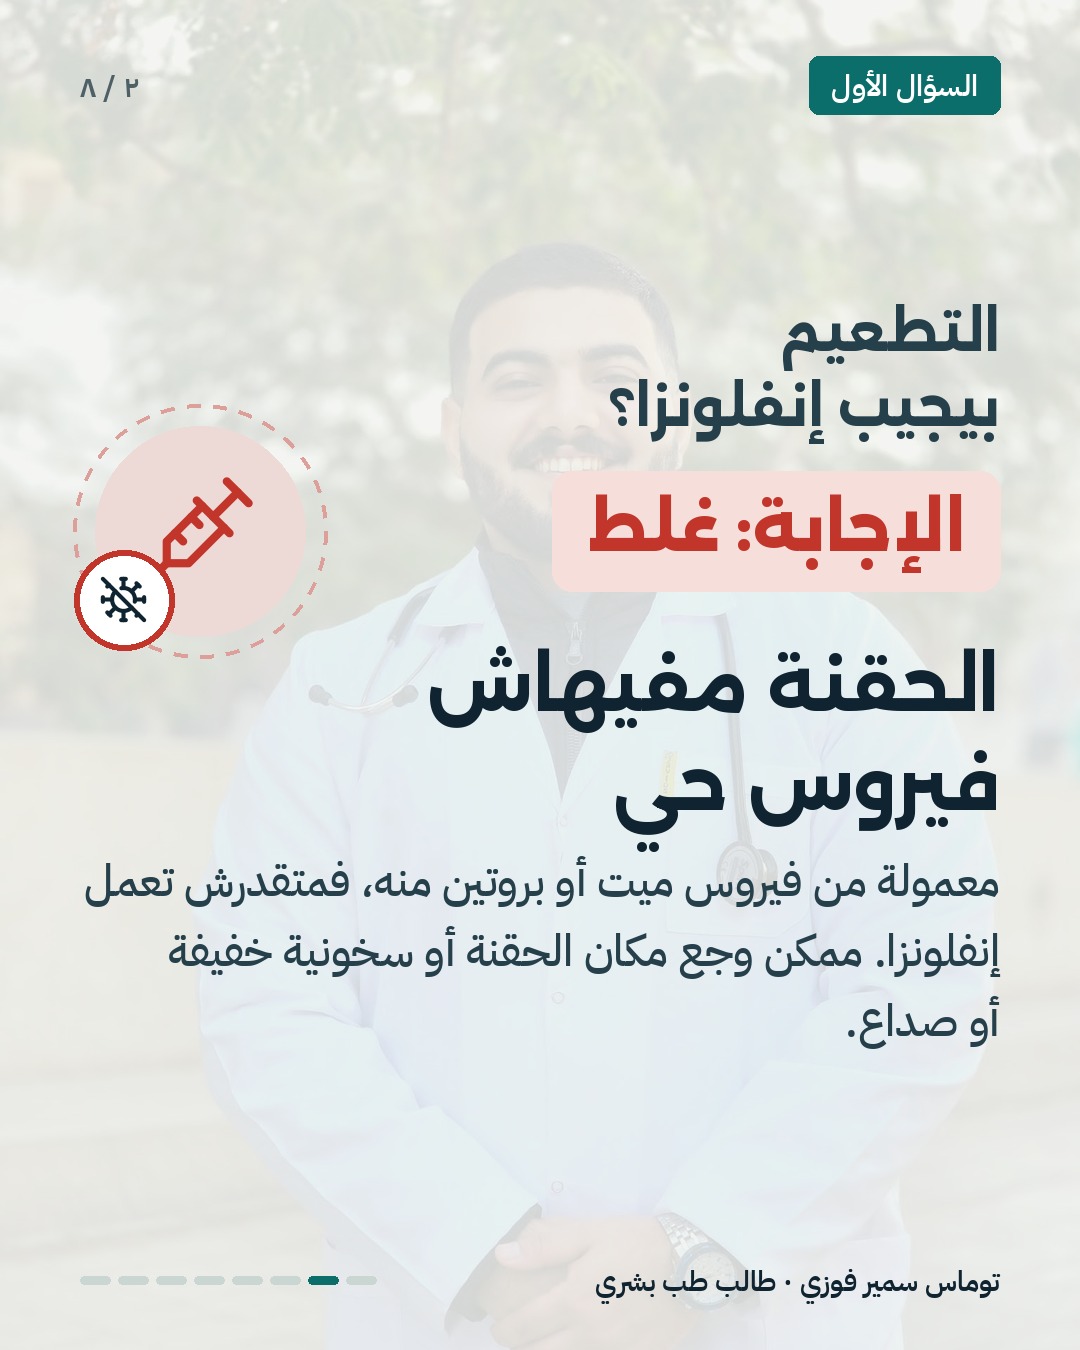 السؤال الأول
٢ / ٨
التطعيم
بيجيب إنفلونزا؟
الإجابة: غلط
الحقنة مفيهاش
فيروس حي
معمولة من فيروس ميت أو بروتين منه، فمتقدرش تعمل
إنفلونزا. ممكن وجع مكان الحقنة أو سخونية خفيفة
أو صداع.
توماس سمير فوزي · طالب طب بشري